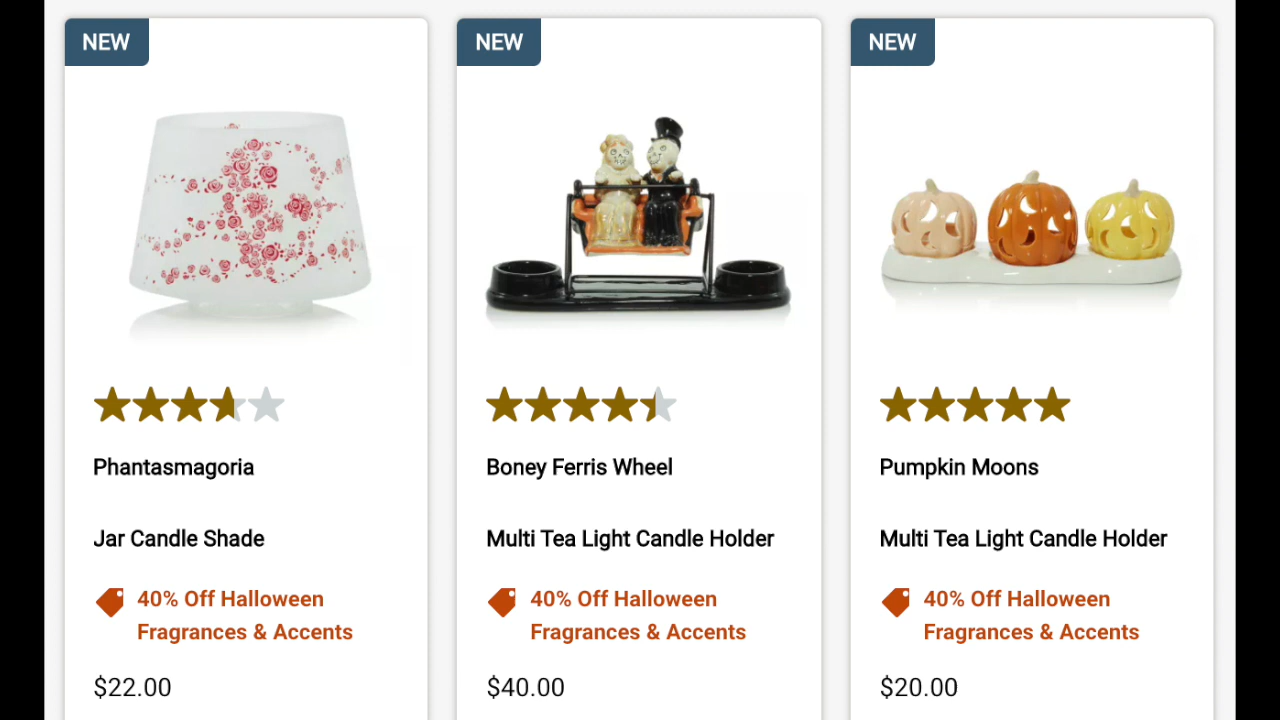 NEW
NEW
NEW
Phantasmagoria
Jar Candle Shade
40% Off Halloween
Fragrances & Accents
$22.00
Boney Ferris Wheel
Multi Tea Light Candle Holder
40% Off Halloween
Fragrances & Accents
$40.00
Pumpkin Moons
Multi Tea Light Candle Holder
40% Off Halloween
Fragrances & Accents
$20.00